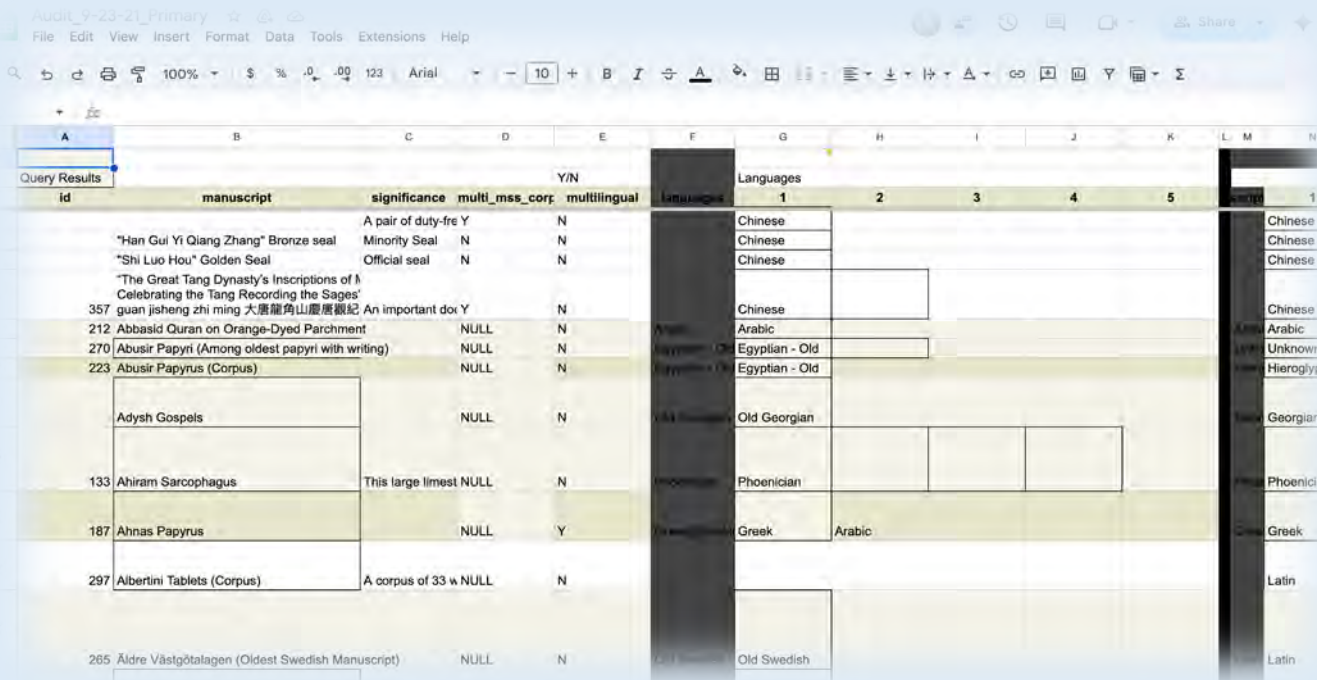 Audit_9-23-21_Primary
File Edit View Insert Format Data Tools Extensions Help
Share
100% $ % .0 .00 123 Arial 10 B I A Σ
fx
A B C D E F G H I J K L M N
Query Results Y/N Languages
id manuscript significance multi_mss_corp multilingual languages 1 2 3 4 5 1
A pair of duty-fre Y N Chinese Chinese
"Han Gui Yi Qiang Zhang" Bronze seal Minority Seal N N Chinese Chinese
"Shi Luo Hou" Golden Seal Official seal N N Chinese Chinese
"The Great Tang Dynasty's Inscriptions of M
Celebrating the Tang Recording the Sages'
357 guan jisheng zhi ming 大唐龍角山慶唐觀紀 An important doc Y N Chinese Chinese
212 Abbasid Quran on Orange-Dyed Parchment NULL N Arabic Arabic
270 Abusir Papyri (Among oldest papyri with writing) NULL N Egyptian - Old Unknown
223 Abusir Papyrus (Corpus) NULL N Egyptian - Old Hieroglyp
Adysh Gospels NULL N Old Georgian Georgian
133 Ahiram Sarcophagus This large limest NULL N Phoenician Phoenici
187 Ahnas Papyrus NULL Y Greek Arabic Greek
297 Albertini Tablets (Corpus) A corpus of 33 w NULL N Latin
265 Äldre Västgötalagen (Oldest Swedish Manuscript) NULL N Old Swedish Latin